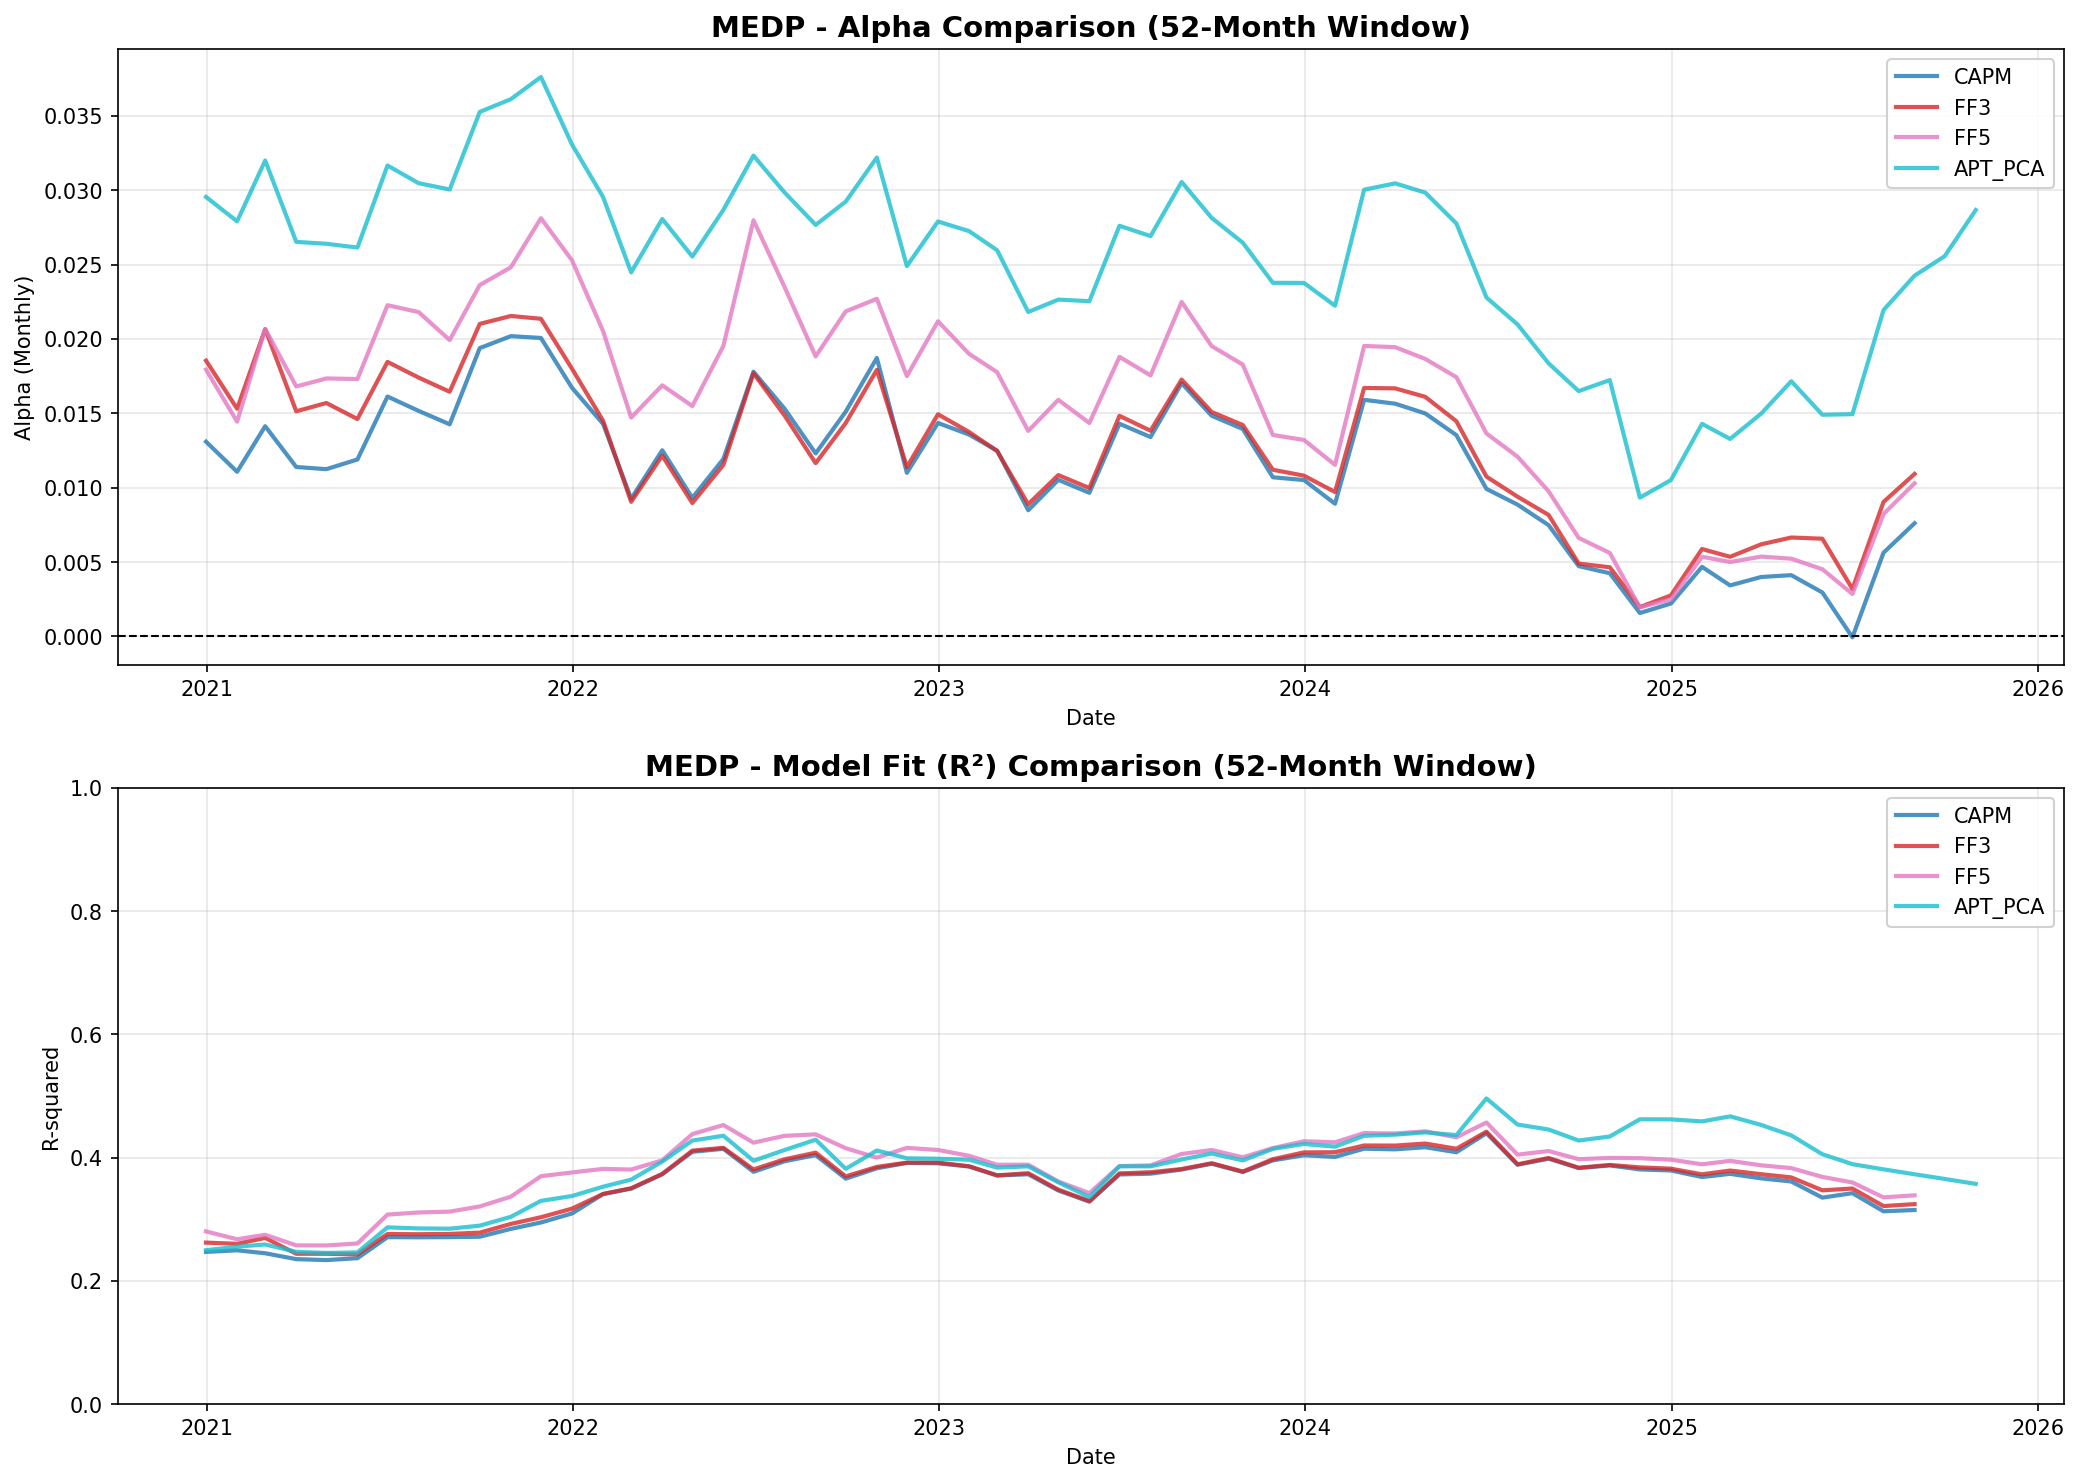 MEDP - Alpha Comparison (52-Month Window)
Alpha (Monthly)
0.035
0.030
0.025
0.020
0.015
0.010
0.005
0.000
CAPM
FF3
FF5
APT_PCA
2021 2022 2023 2024 2025 2026
Date
MEDP - Model Fit (R²) Comparison (52-Month Window)
R-squared
1.0
0.8
0.6
0.4
0.2
0.0
CAPM
FF3
FF5
APT_PCA
2021 2022 2023 2024 2025 2026
Date